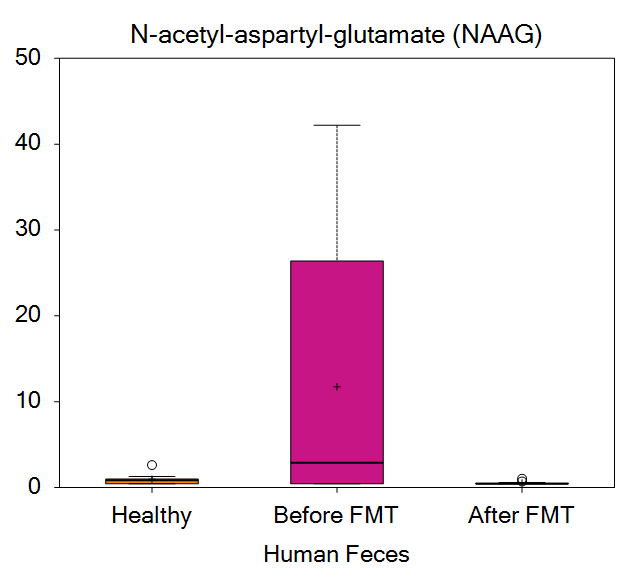 N-acetyl-aspartyl-glutamate (NAAG)
50
40
30
20
10
0
Healthy Before FMT After FMT
Human Feces